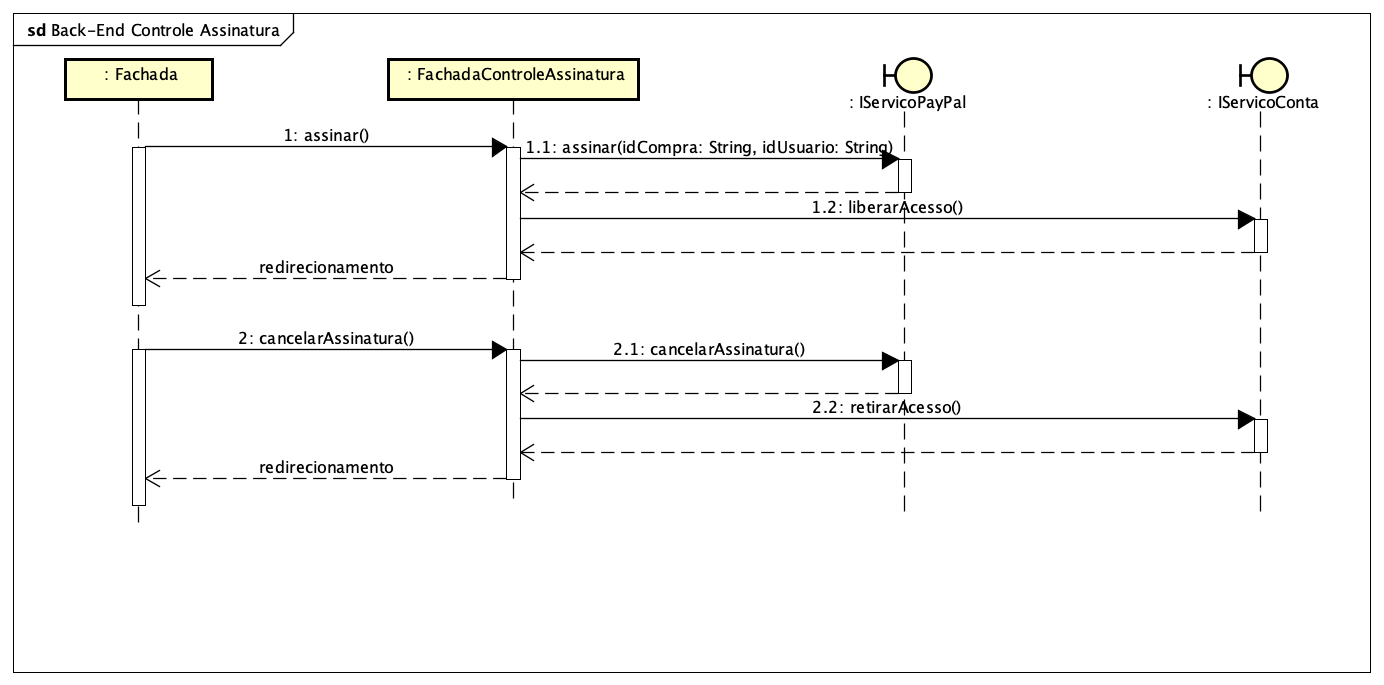 sd Back-End Controle Assinatura
: Fachada
: FachadaControleAssinatura
: IServicoPayPal
: IServicoConta
1: assinar()
1.1: assinar(idCompra: String, idUsuario: String)
1.2: liberarAcesso()
redirecionamento
2: cancelarAssinatura()
2.1: cancelarAssinatura()
2.2: retirarAcesso()
redirecionamento